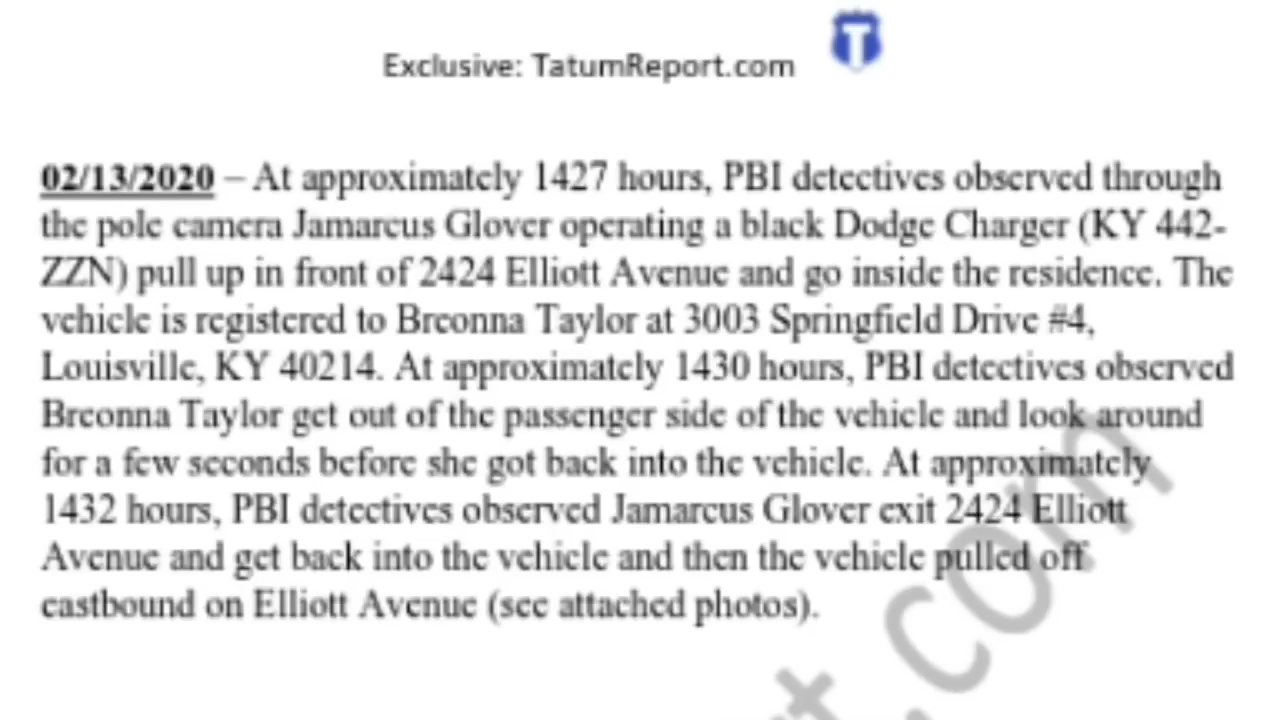 Exclusive: TatumReport.com
T
02/13/2020 – At approximately 1427 hours, PBI detectives observed through
the pole camera Jamarcus Glover operating a black Dodge Charger (KY 442-
ZZN) pull up in front of 2424 Elliott Avenue and go inside the residence. The
vehicle is registered to Breonna Taylor at 3003 Springfield Drive #4,
Louisville, KY 40214. At approximately 1430 hours, PBI detectives observed
Breonna Taylor get out of the passenger side of the vehicle and look around
for a few seconds before she got back into the vehicle. At approximately
1432 hours, PBI detectives observed Jamarcus Glover exit 2424 Elliott
Avenue and get back into the vehicle and then the vehicle pulled off
eastbound on Elliott Avenue (see attached photos).
t.com